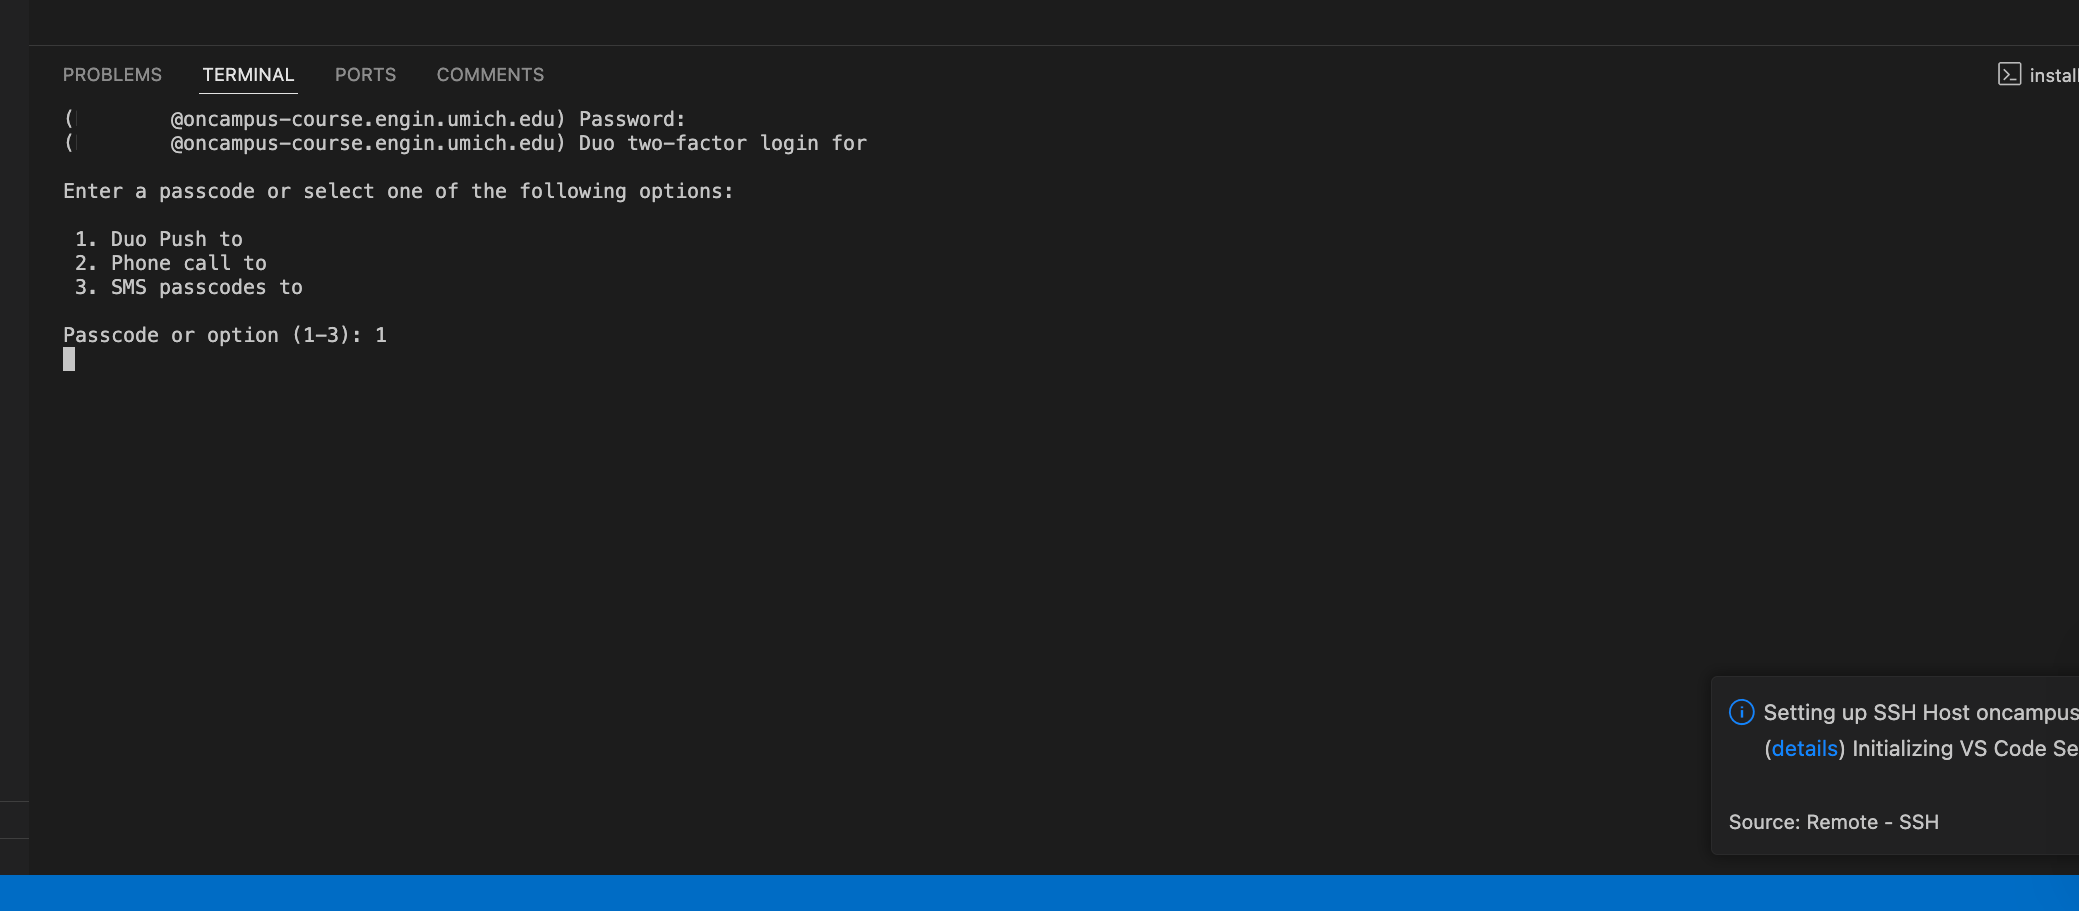 PROBLEMS TERMINAL PORTS COMMENTS
install
( @oncampus-course.engin.umich.edu) Password:
( @oncampus-course.engin.umich.edu) Duo two-factor login for
Enter a passcode or select one of the following options:
1. Duo Push to
2. Phone call to
3. SMS passcodes to
Passcode or option (1-3): 1
Setting up SSH Host oncampus
(details) Initializing VS Code Se
Source: Remote - SSH